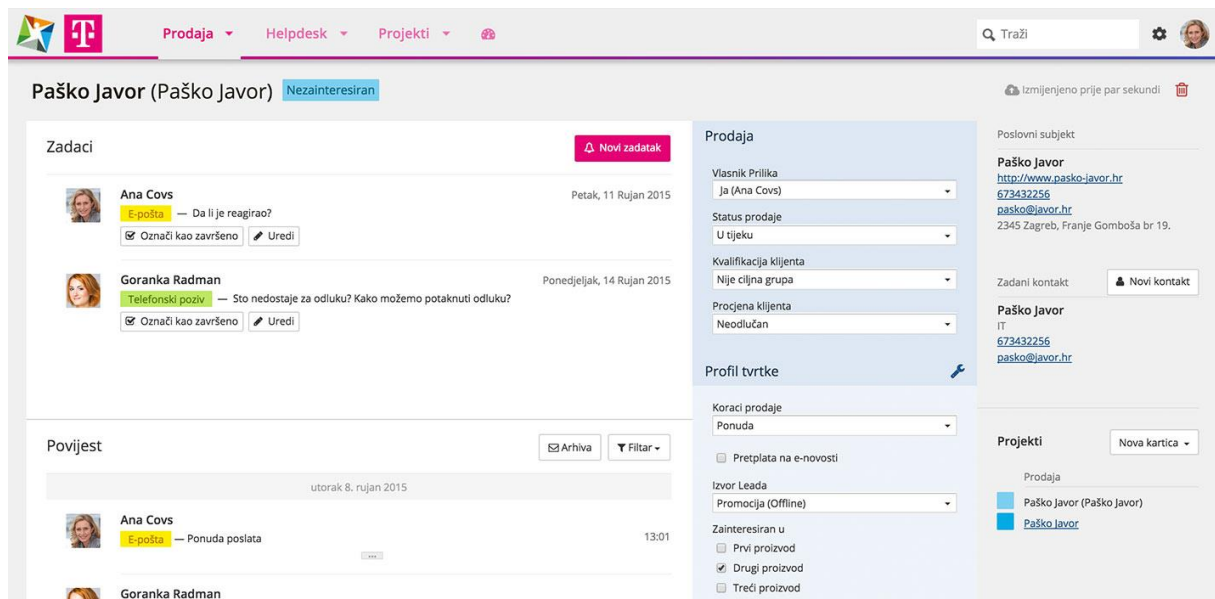 T
Prodaja
Helpdesk
Projekti
Traži
Paško Javor (Paško Javor) Nezainteresiran
Izmijenjeno prije par sekundi
Zadaci
Novi zadatak
Ana Covs
Petak, 11 Rujan 2015
E-pošta — Da li je reagirao?
Označi kao završeno
Uredi
Goranka Radman
Ponedjeljak, 14 Rujan 2015
Telefonski poziv — Sto nedostaje za odluku? Kako možemo potaknuti odluku?
Označi kao završeno
Uredi
Povijest
Arhiva
Filtar
utorak 8. rujan 2015
Ana Covs
E-pošta — Ponuda poslata
13:01
...
Goranka Radman
Prodaja
Vlasnik Prilika
Ja (Ana Covs)
Status prodaje
U tijeku
Kvalifikacija klijenta
Nije ciljna grupa
Procjena klijenta
Neodlučan
Profil tvrtke
Koraci prodaje
Ponuda
Pretplata na e-novosti
Izvor Leada
Promocija (Offline)
Zainteresiran u
Prvi proizvod
Drugi proizvod
Treći proizvod
Poslovni subjekt
Paško Javor
http://www.pasko-javor.hr
673432256
pasko@javor.hr
2345 Zagreb, Franje Gomboša br 19.
Zadani kontakt
Novi kontakt
Paško Javor
IT
673432256
pasko@javor.hr
Projekti
Nova kartica
Prodaja
Paško Javor (Paško Javor)
Paško Javor